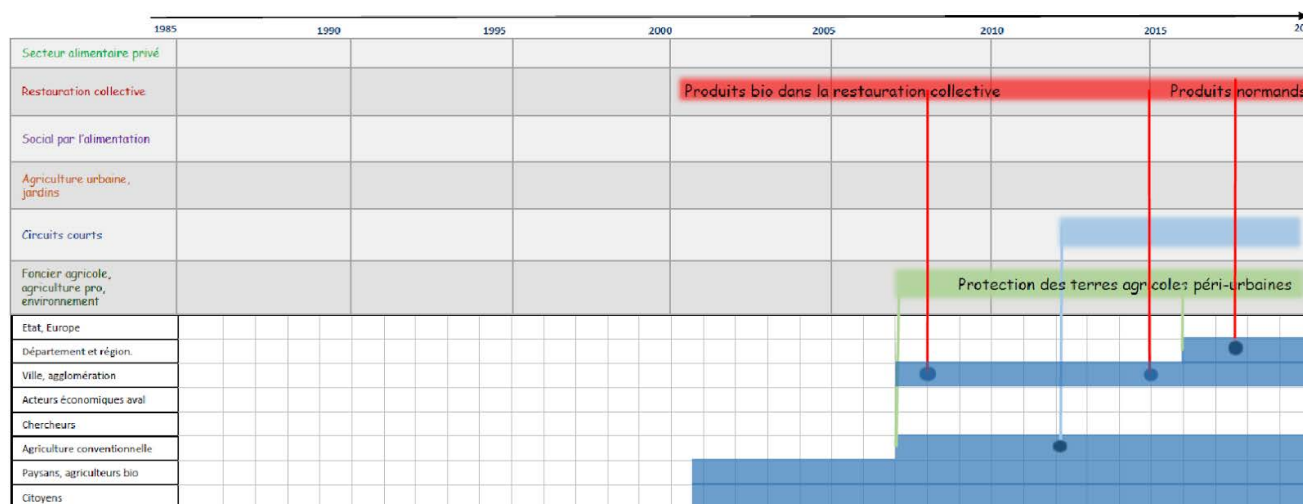 1985 1990 1995 2000 2005 2010 2015
Secteur alimentaire privé
Restauration collective
Produits bio dans la restauration collective
Produits normands
Social par l'alimentation
Agriculture urbaine,
jardins
Circuits courts
Foncier agricole,
agriculture pro,
environnement
Protection des terres agricoles péri-urbaines
Etat, Europe
Département et région.
Ville, agglomération
Acteurs économiques aval
Chercheurs
Agriculture conventionnelle
Paysans, agriculteurs bio
Citoyens